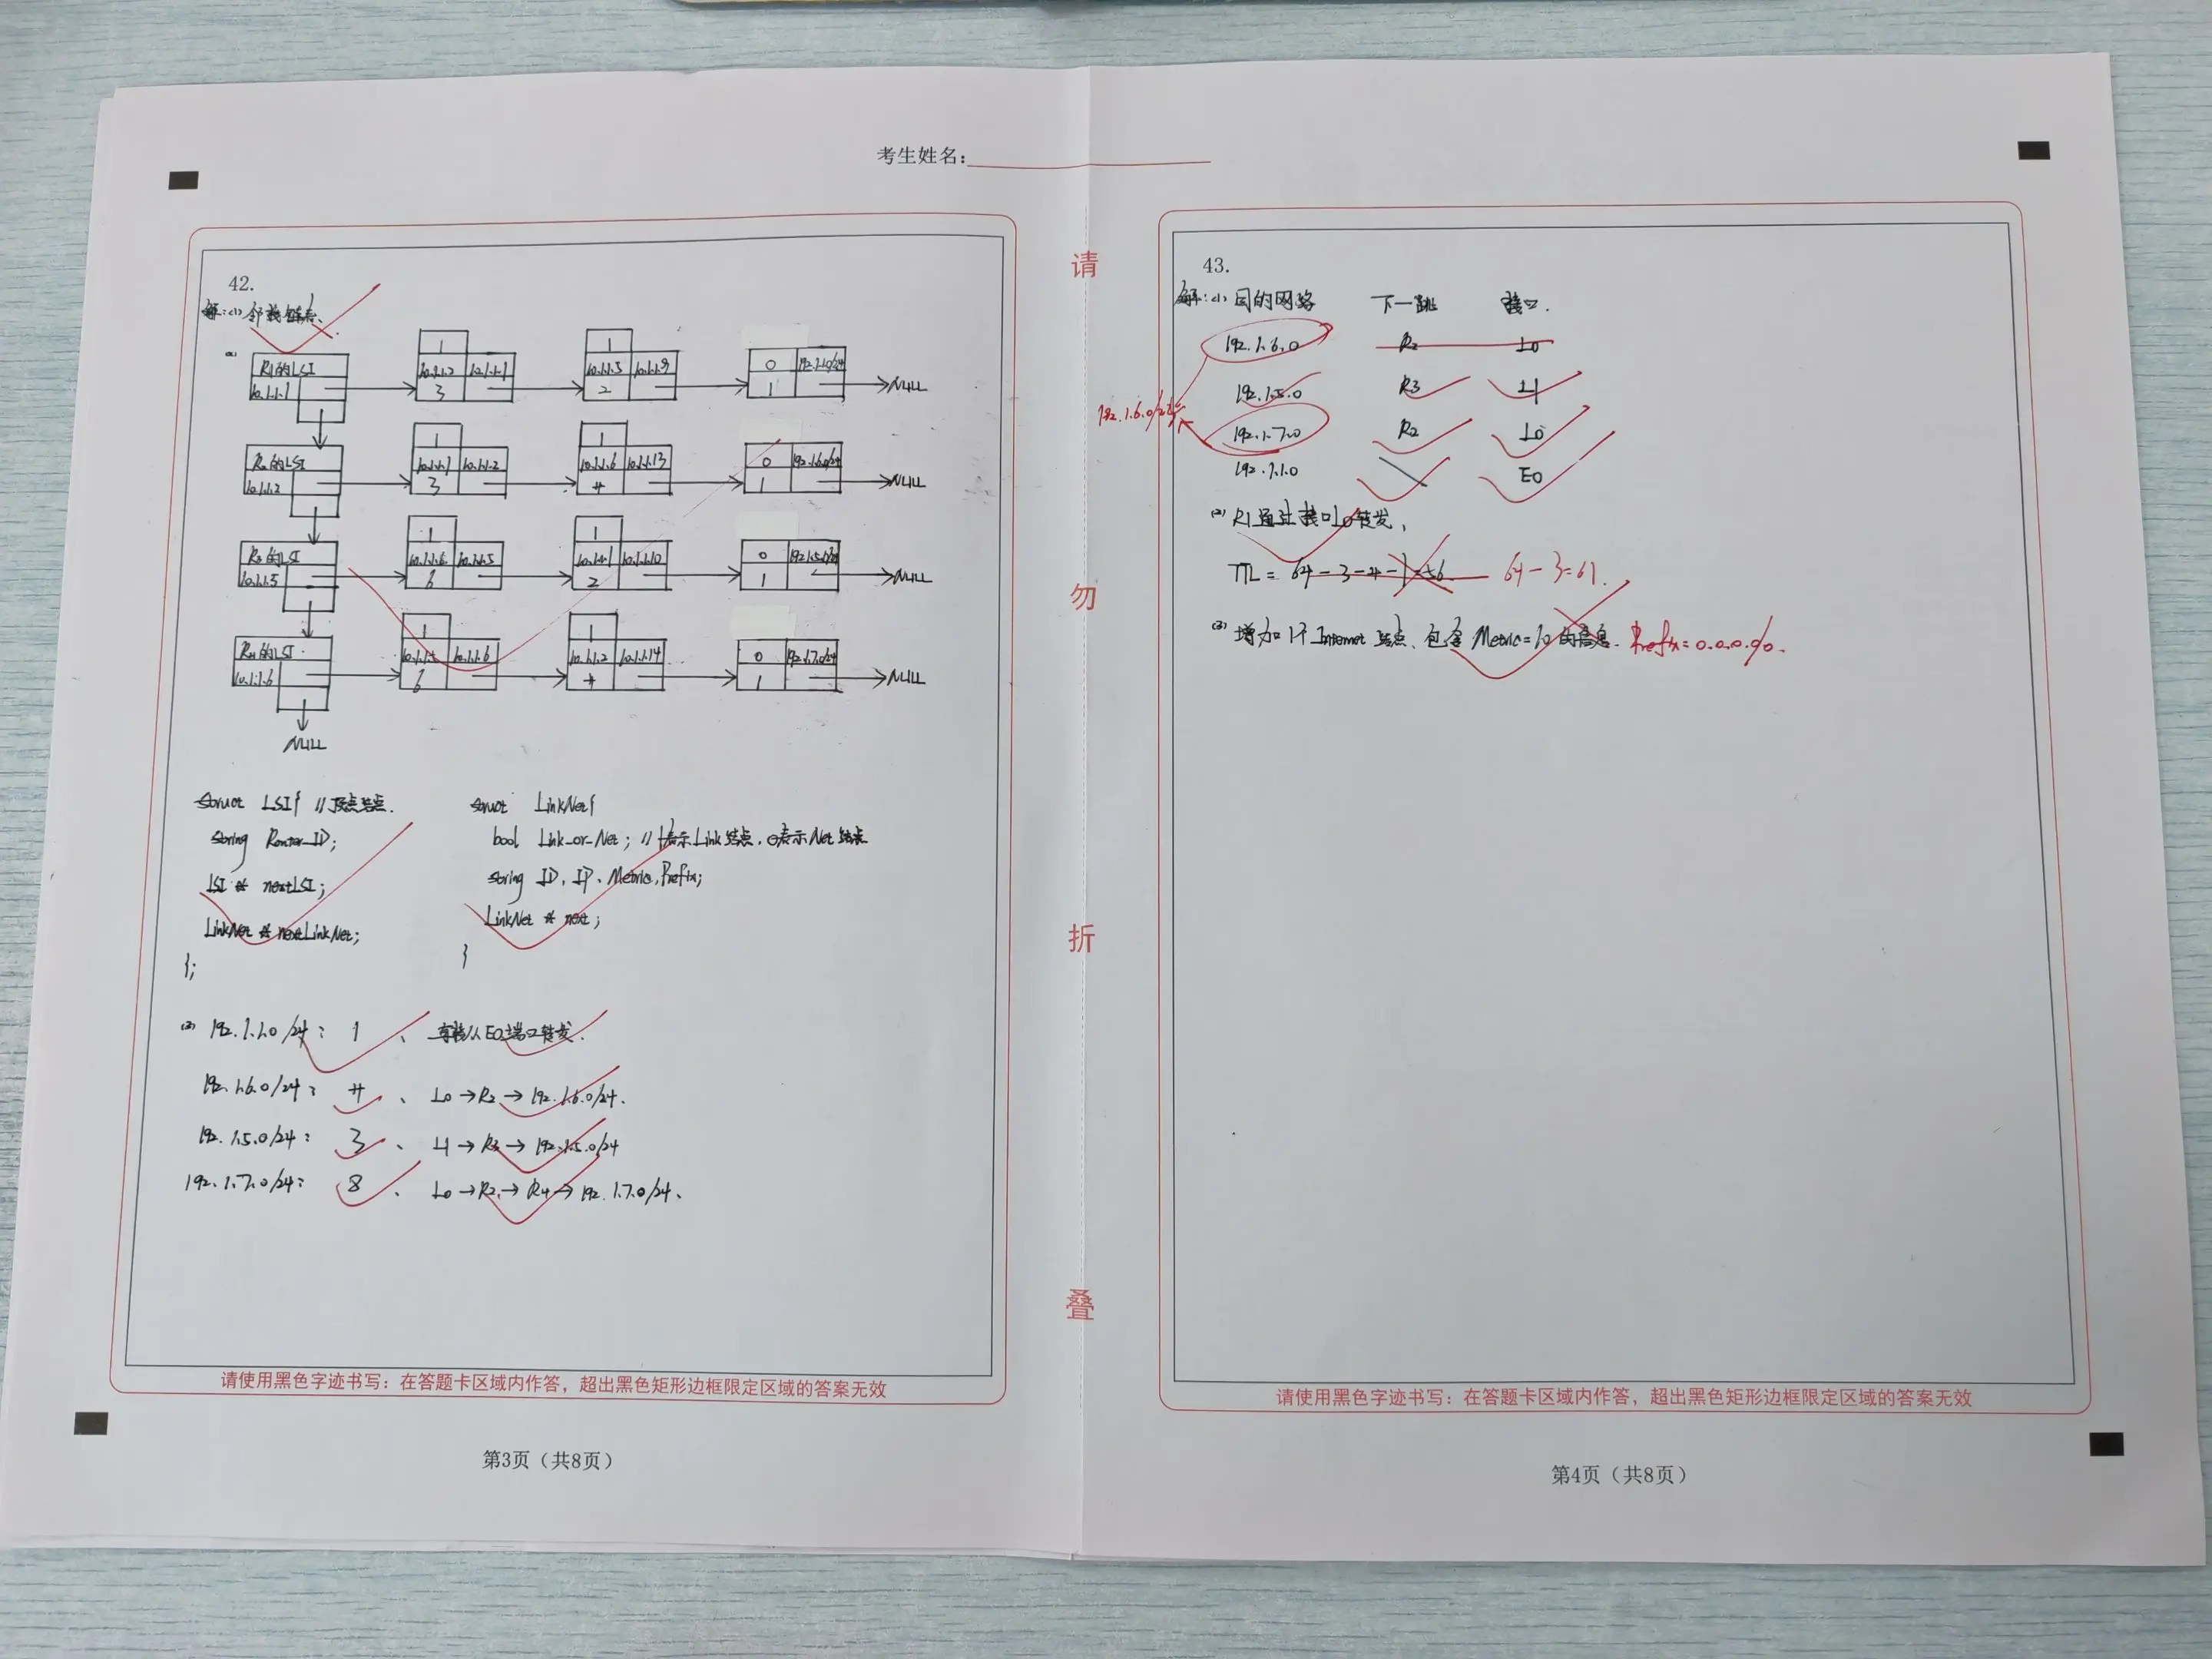 考生姓名:
42.
解:(1) 邻接链表、
R1的LSI
10.1.1.1
1
10.1.1.2 10.1.1.1
3
1
10.1.1.5 10.1.1.9
2
0 192.1.1.0/24
1
NULL
R2的LSI
10.1.1.2
1
10.1.1.1 10.1.1.2
3
1
10.1.1.6 10.1.1.13
4
0 192.1.6.0/24
1
NULL
R3的LSI
10.1.1.5
1
10.1.1.6 10.1.1.5
6
1
10.1.1.1 10.1.1.10
2
0 192.1.5.0/24
1
NULL
R4的LSI
10.1.1.6
1
10.1.1.5 10.1.1.6
6
1
10.1.1.2 10.1.1.14
4
0 192.1.7.0/24
1
NULL
NULL
struct LSI{ //顶点结点.
string Router_ID;
LSI * nextLSI;
LinkNet * nextLinkNet;
};
struct LinkNet{
bool Link_or_Net; //1表示Link结点,0表示Net结点
string ID, IP, Metric, Prefix;
LinkNet * next;
}
(3) 192.1.1.0/24: 1 、 直接从E0端口转发.
192.1.6.0/24: 4 、 L0→R2→192.1.6.0/24.
192.1.5.0/24: 3 、 L1→R3→192.1.5.0/24
192.1.7.0/24: 8 、 L0→R2→R4→192.1.7.0/24、
请使用黑色字迹书写:在答题卡区域内作答,超出黑色矩形边框限定区域的答案无效
第3页(共8页)
请
勿
折
叠
43.
解:(1) 目的网络 下一跳 接口.
192.1.6.0 R2 L0
192.1.5.0 R3 L1
192.1.6.0/23
192.1.7.0 R2 L0
192.1.1.0 \ E0
(2) R1通过接口L0转发,
TTL = 64-3-4-1=56 64-3=61.
(3) 增加1个Internet结点、包含Metric=10的信息. Prefix=0.0.0.0/0.
请使用黑色字迹书写:在答题卡区域内作答,超出黑色矩形边框限定区域的答案无效
第4页(共8页)